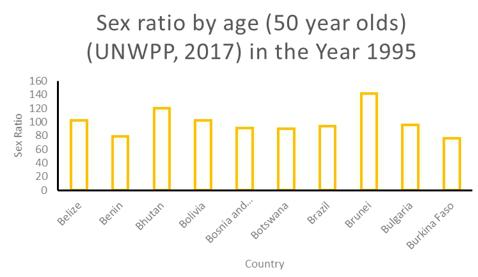 Sex ratio by age (50 year olds)
(UNWPP, 2017) in the Year 1995
160
140
120
100
80
60
40
20
0
Sex Ratio
Belize
Benin
Bhutan
Bolivia
Bosnia and...
Botswana
Brazil
Brunei
Bulgaria
Burkina Faso
Country